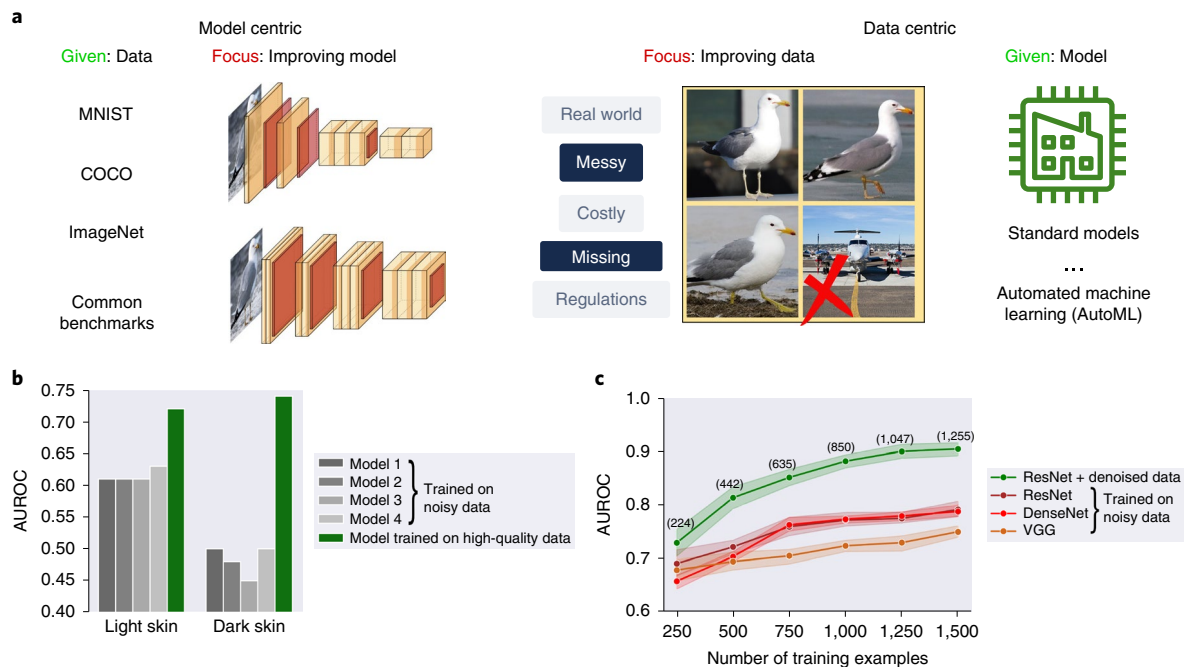 a
Model centric
Data centric
Given: Data
Focus: Improving model
Focus: Improving data
Given: Model
MNIST
COCO
ImageNet
Common
benchmarks
Real world
Messy
Costly
Missing
Regulations
Standard models
...
Automated machine
learning (AutoML)
b
AUROC
0.75
0.70
0.65
0.60
0.55
0.50
0.45
0.40
Light skin
Dark skin
Model 1
Model 2
Model 3
Model 4
Trained on
noisy data
Model trained on high-quality data
c
AUROC
1.0
0.9
0.8
0.7
0.6
(224)
(442)
(635)
(850)
(1,047)
(1,255)
250
500
750
1,000
1,250
1,500
Number of training examples
ResNet + denoised data
ResNet
DenseNet
VGG
Trained on
noisy data